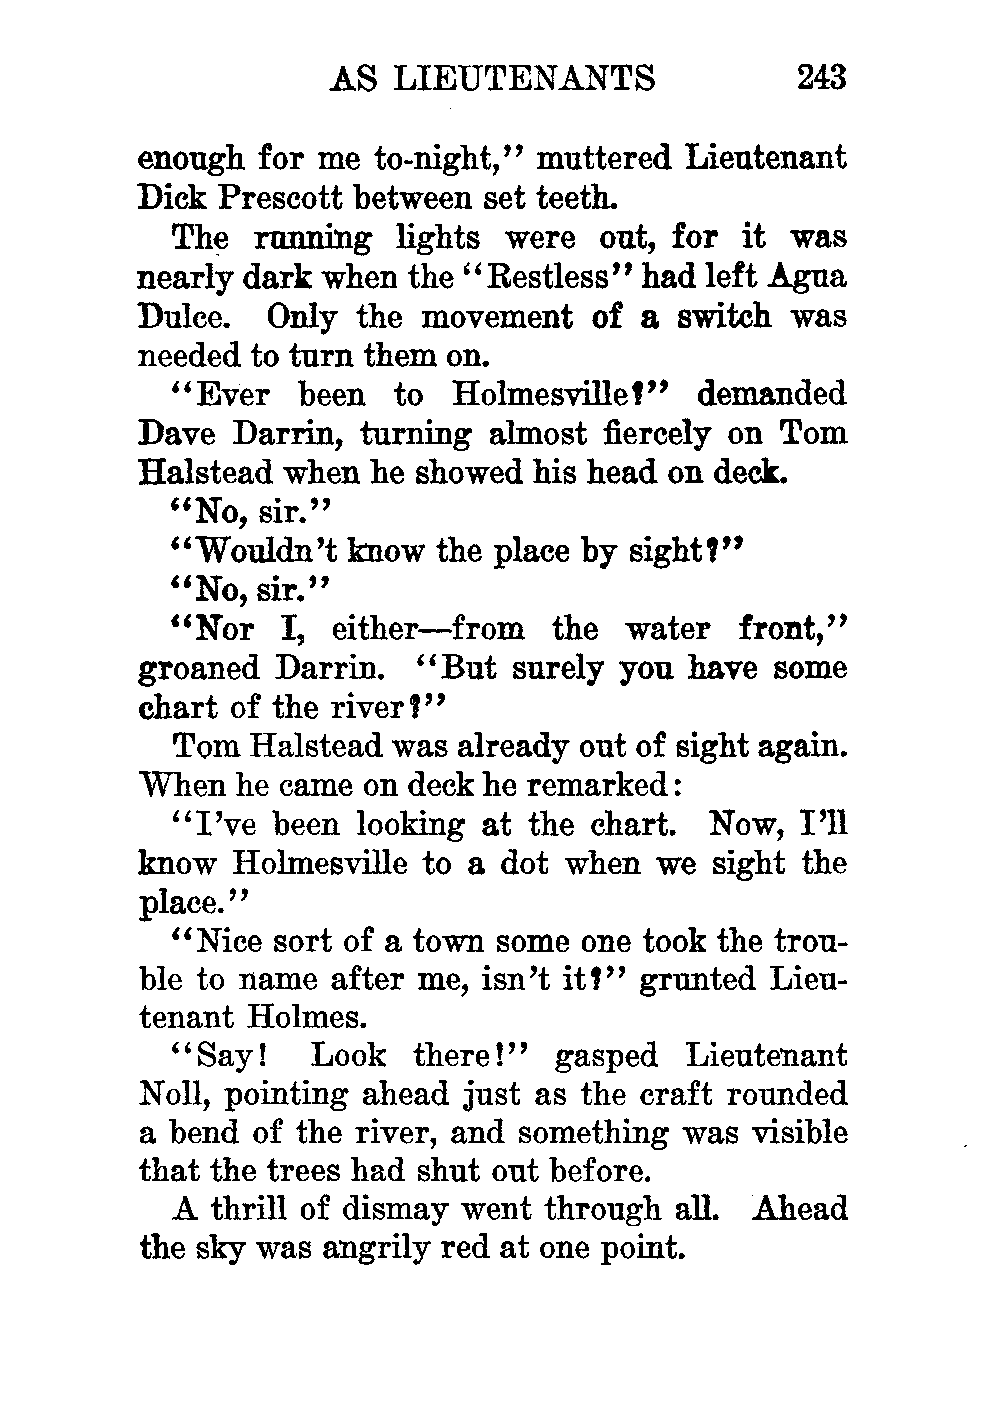 AS LIEUTENANTS 243
enough for me to-night," muttered Lieutenant
Dick Prescott between set teeth.
The running lights were out, for it was
nearly dark when the "Restless" had left Agua
Dulce. Only the movement of a switch was
needed to turn them on.
"Ever been to Holmesville?" demanded
Dave Darrin, turning almost fiercely on Tom
Halstead when he showed his head on deck.
"No, sir."
"Wouldn't know the place by sight?"
"No, sir."
"Nor I, either—from the water front,"
groaned Darrin. "But surely you have some
chart of the river?"
Tom Halstead was already out of sight again.
When he came on deck he remarked:
"I've been looking at the chart. Now, I'll
know Holmesville to a dot when we sight the
place."
"Nice sort of a town some one took the trou-
ble to name after me, isn't it?" grunted Lieu-
tenant Holmes.
"Say! Look there!" gasped Lieutenant
Noll, pointing ahead just as the craft rounded
a bend of the river, and something was visible
that the trees had shut out before.
A thrill of dismay went through all. Ahead
the sky was angrily red at one point.